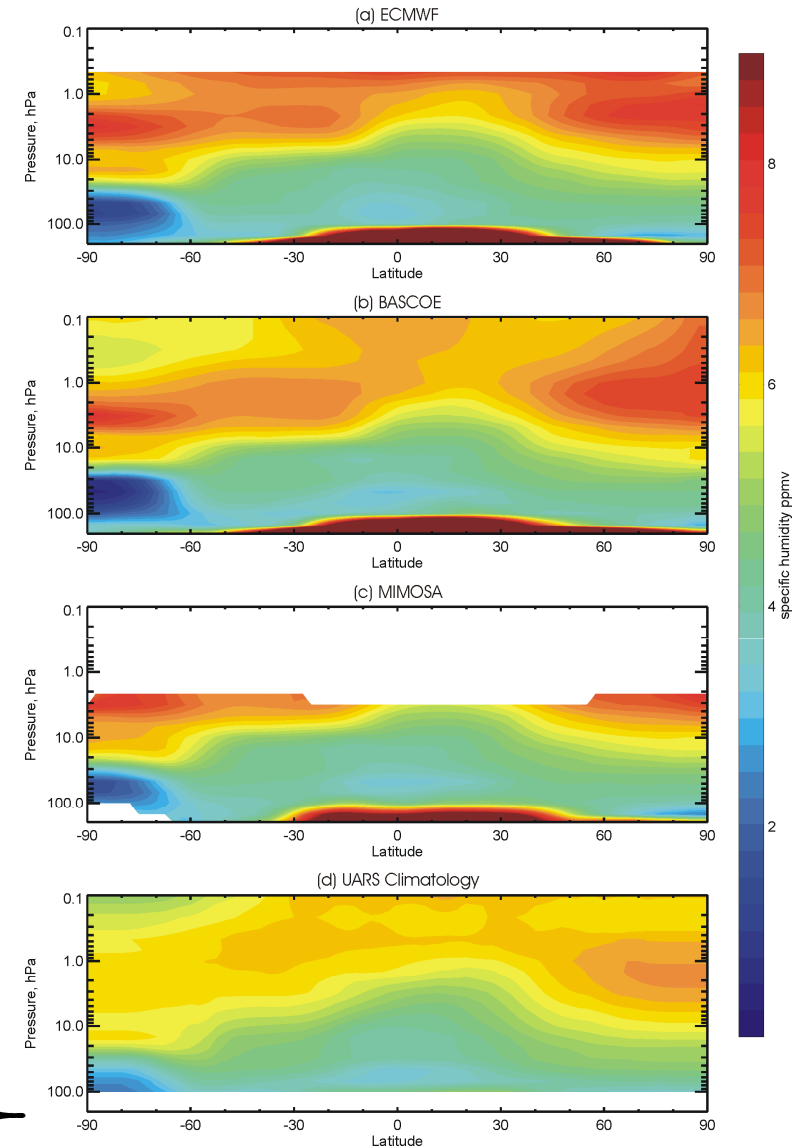 (a) ECMWF
0.1
1.0
10.0
100.0
Pressure, hPa
-90 -60 -30 0 30 60 90
Latitude
(b) BASCOE
0.1
1.0
10.0
100.0
Pressure, hPa
-90 -60 -30 0 30 60 90
Latitude
(c) MIMOSA
0.1
1.0
10.0
100.0
Pressure, hPa
-90 -60 -30 0 30 60 90
Latitude
(d) UARS Climatology
0.1
1.0
10.0
100.0
Pressure, hPa
-90 -60 -30 0 30 60 90
Latitude
8
6
4
2
specific humidity ppmv